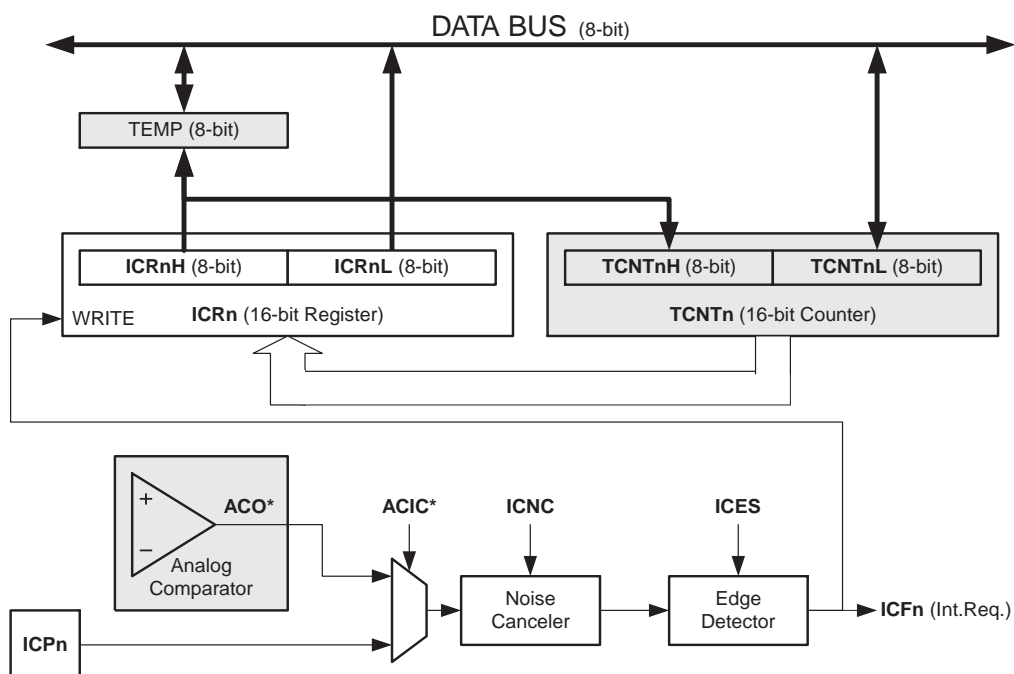 DATA BUS (8-bit)
TEMP (8-bit)
ICRnH (8-bit) ICRnL (8-bit) TCNTnH (8-bit) TCNTnL (8-bit)
WRITE ICRn (16-bit Register) TCNTn (16-bit Counter)
+
ACO* ACIC* ICNC ICES
−
Analog
Comparator
Noise
Canceler
Edge
Detector
ICFn (Int.Req.)
ICPn